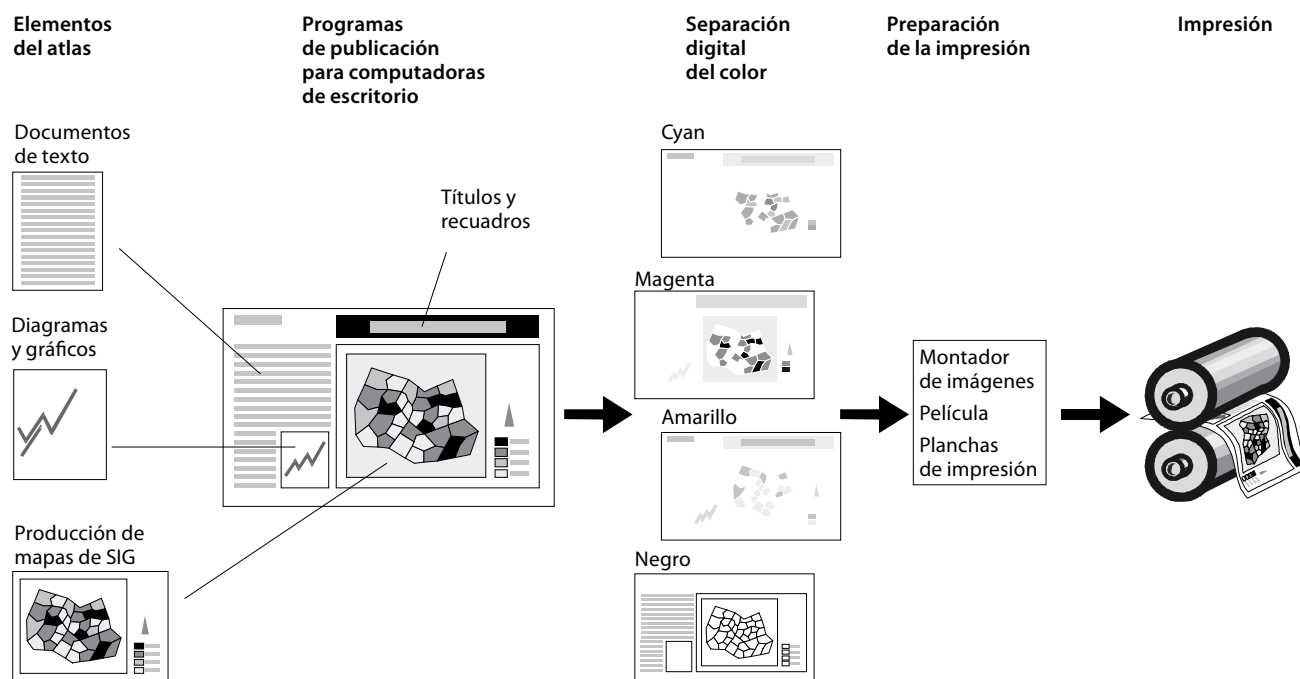 Elementos
del atlas
Programas
de publicación
para computadoras
de escritorio
Separación
digital
del color
Preparación
de la impresión
Impresión
Documentos
de texto
Diagramas
y gráficos
Producción de
mapas de SIG
Títulos y
recuadros
Cyan
Magenta
Amarillo
Negro
Montador
de imágenes
Película
Planchas
de impresión